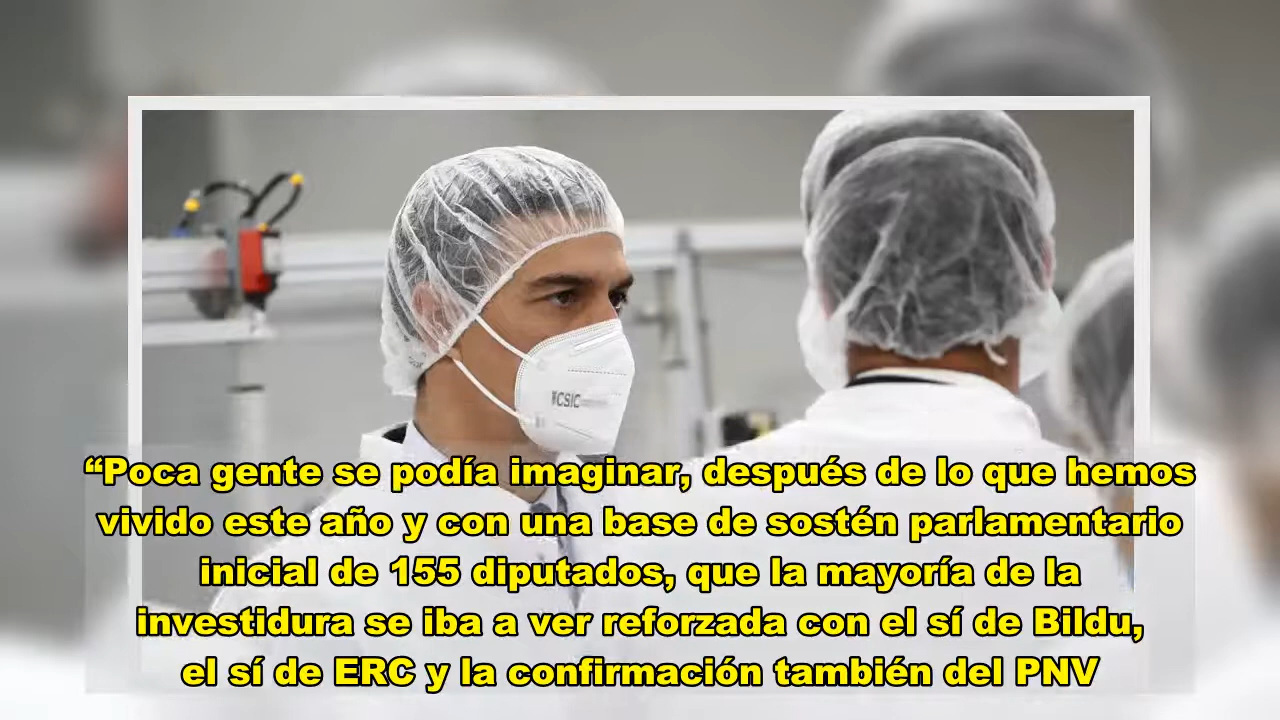 CSIC
“Poca gente se podía imaginar, después de lo que hemos
vivido este año y con una base de sostén parlamentario
inicial de 155 diputados, que la mayoría de la
investidura se iba a ver reforzada con el sí de Bildu,
el sí de ERC y la confirmación también del PNV